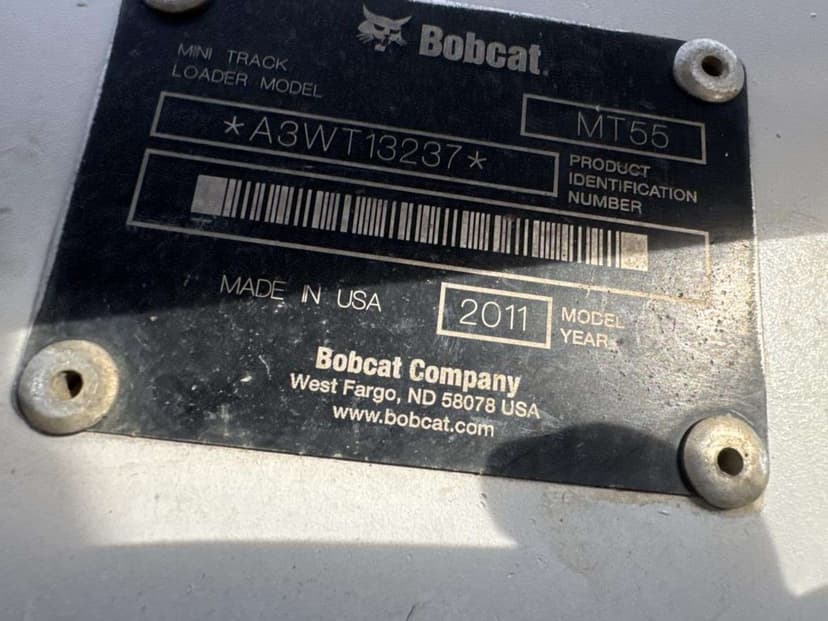 Bobcat
MINI TRACK
LOADER MODEL
MT55
*A3WT13237*
PRODUCT
IDENTIFICATION
NUMBER
MADE IN USA
2011
MODEL
YEAR
Bobcat Company
West Fargo, ND 58078 USA
www.bobcat.com